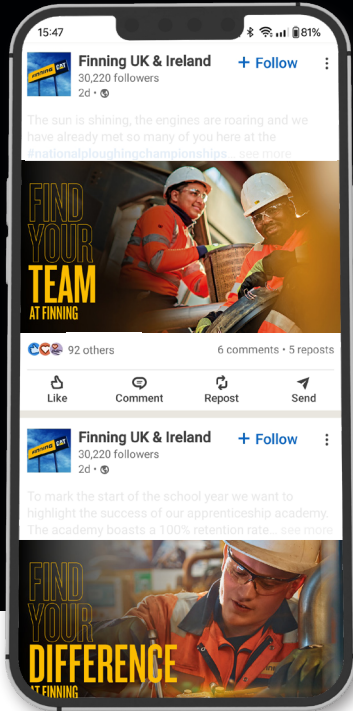 15:47 81%
FINNING CAT
Finning UK & Ireland + Follow
30,220 followers
2d •
The sun is shining, the engines are roaring and we
have already met so many of you here at the
#nationalploughingchampionships... see more
FIND
YOUR
TEAM
AT FINNING
92 others 6 comments • 5 reposts
Like Comment Repost Send
FINNING CAT
Finning UK & Ireland + Follow
30,220 followers
2d •
To mark the start of the school year we want to
highlight the success of our apprenticeship academy.
The academy boasts a 100% retention rate... see more
FIND
YOUR
DIFFERENCE
AT FINNING